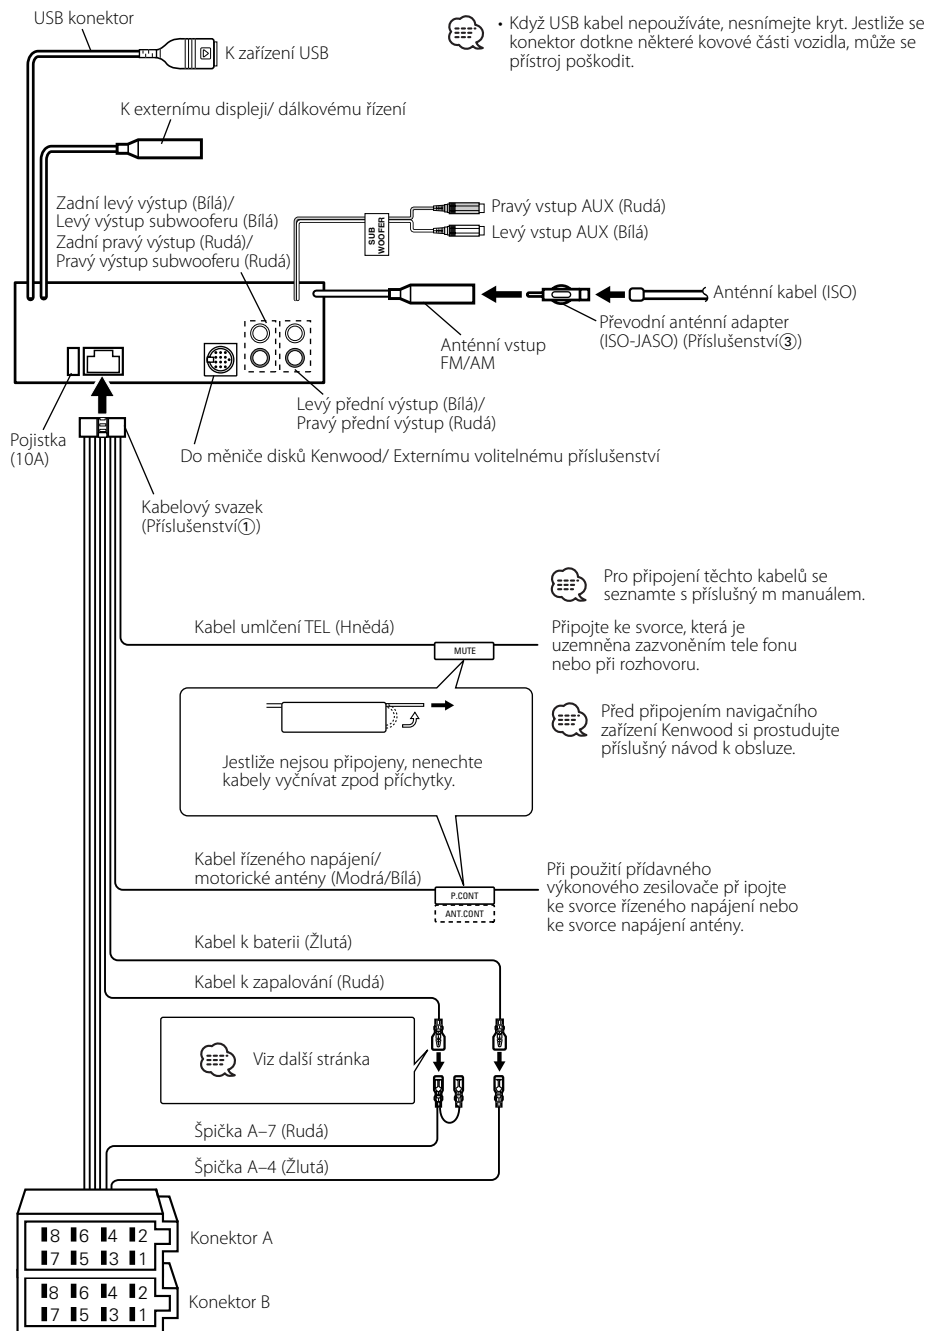 USB konektor
K zařízení USB
• Když USB kabel nepoužíváte, nesnímejte kryt. Jestliže se
konektor dotkne některé kovové části vozidla, může se
přístroj poškodit.
K externímu displeji/ dálkovému řízení
Zadní levý výstup (Bílá)/
Levý výstup subwooferu (Bílá)
Zadní pravý výstup (Rudá)/
Pravý výstup subwooferu (Rudá)
SUB
WOOFER
Pravý vstup AUX (Rudá)
Levý vstup AUX (Bílá)
Anténní kabel (ISO)
Převodní anténní adapter
(ISO-JASO) (Příslušenství③)
Anténní vstup
FM/AM
Levý přední výstup (Bílá)/
Pravý přední výstup (Rudá)
Pojistka
(10A)
Do měniče disků Kenwood/ Externímu volitelnému příslušenství
Kabelový svazek
(Příslušenství①)
Pro připojení těchto kabelů se
seznamte s příslušný m manuálem.
Kabel umlčení TEL (Hnědá)
MUTE
Připojte ke svorce, která je
uzemněna zazvoněním tele fonu
nebo při rozhovoru.
Jestliže nejsou připojeny, nenechte
kabely vyčnívat zpod příchytky.
Před připojením navigačního
zařízení Kenwood si prostudujte
příslušný návod k obsluze.
Kabel řízeného napájení/
motorické antény (Modrá/Bílá)
P.CONT
ANT.CONT
Při použití přídavného
výkonového zesilovače př ipojte
ke svorce řízeného napájení nebo
ke svorce napájení antény.
Kabel k baterii (Žlutá)
Kabel k zapalování (Rudá)
Viz další stránka
Špička A–7 (Rudá)
Špička A–4 (Žlutá)
8 6 4 2
7 5 3 1
Konektor A
8 6 4 2
7 5 3 1
Konektor B